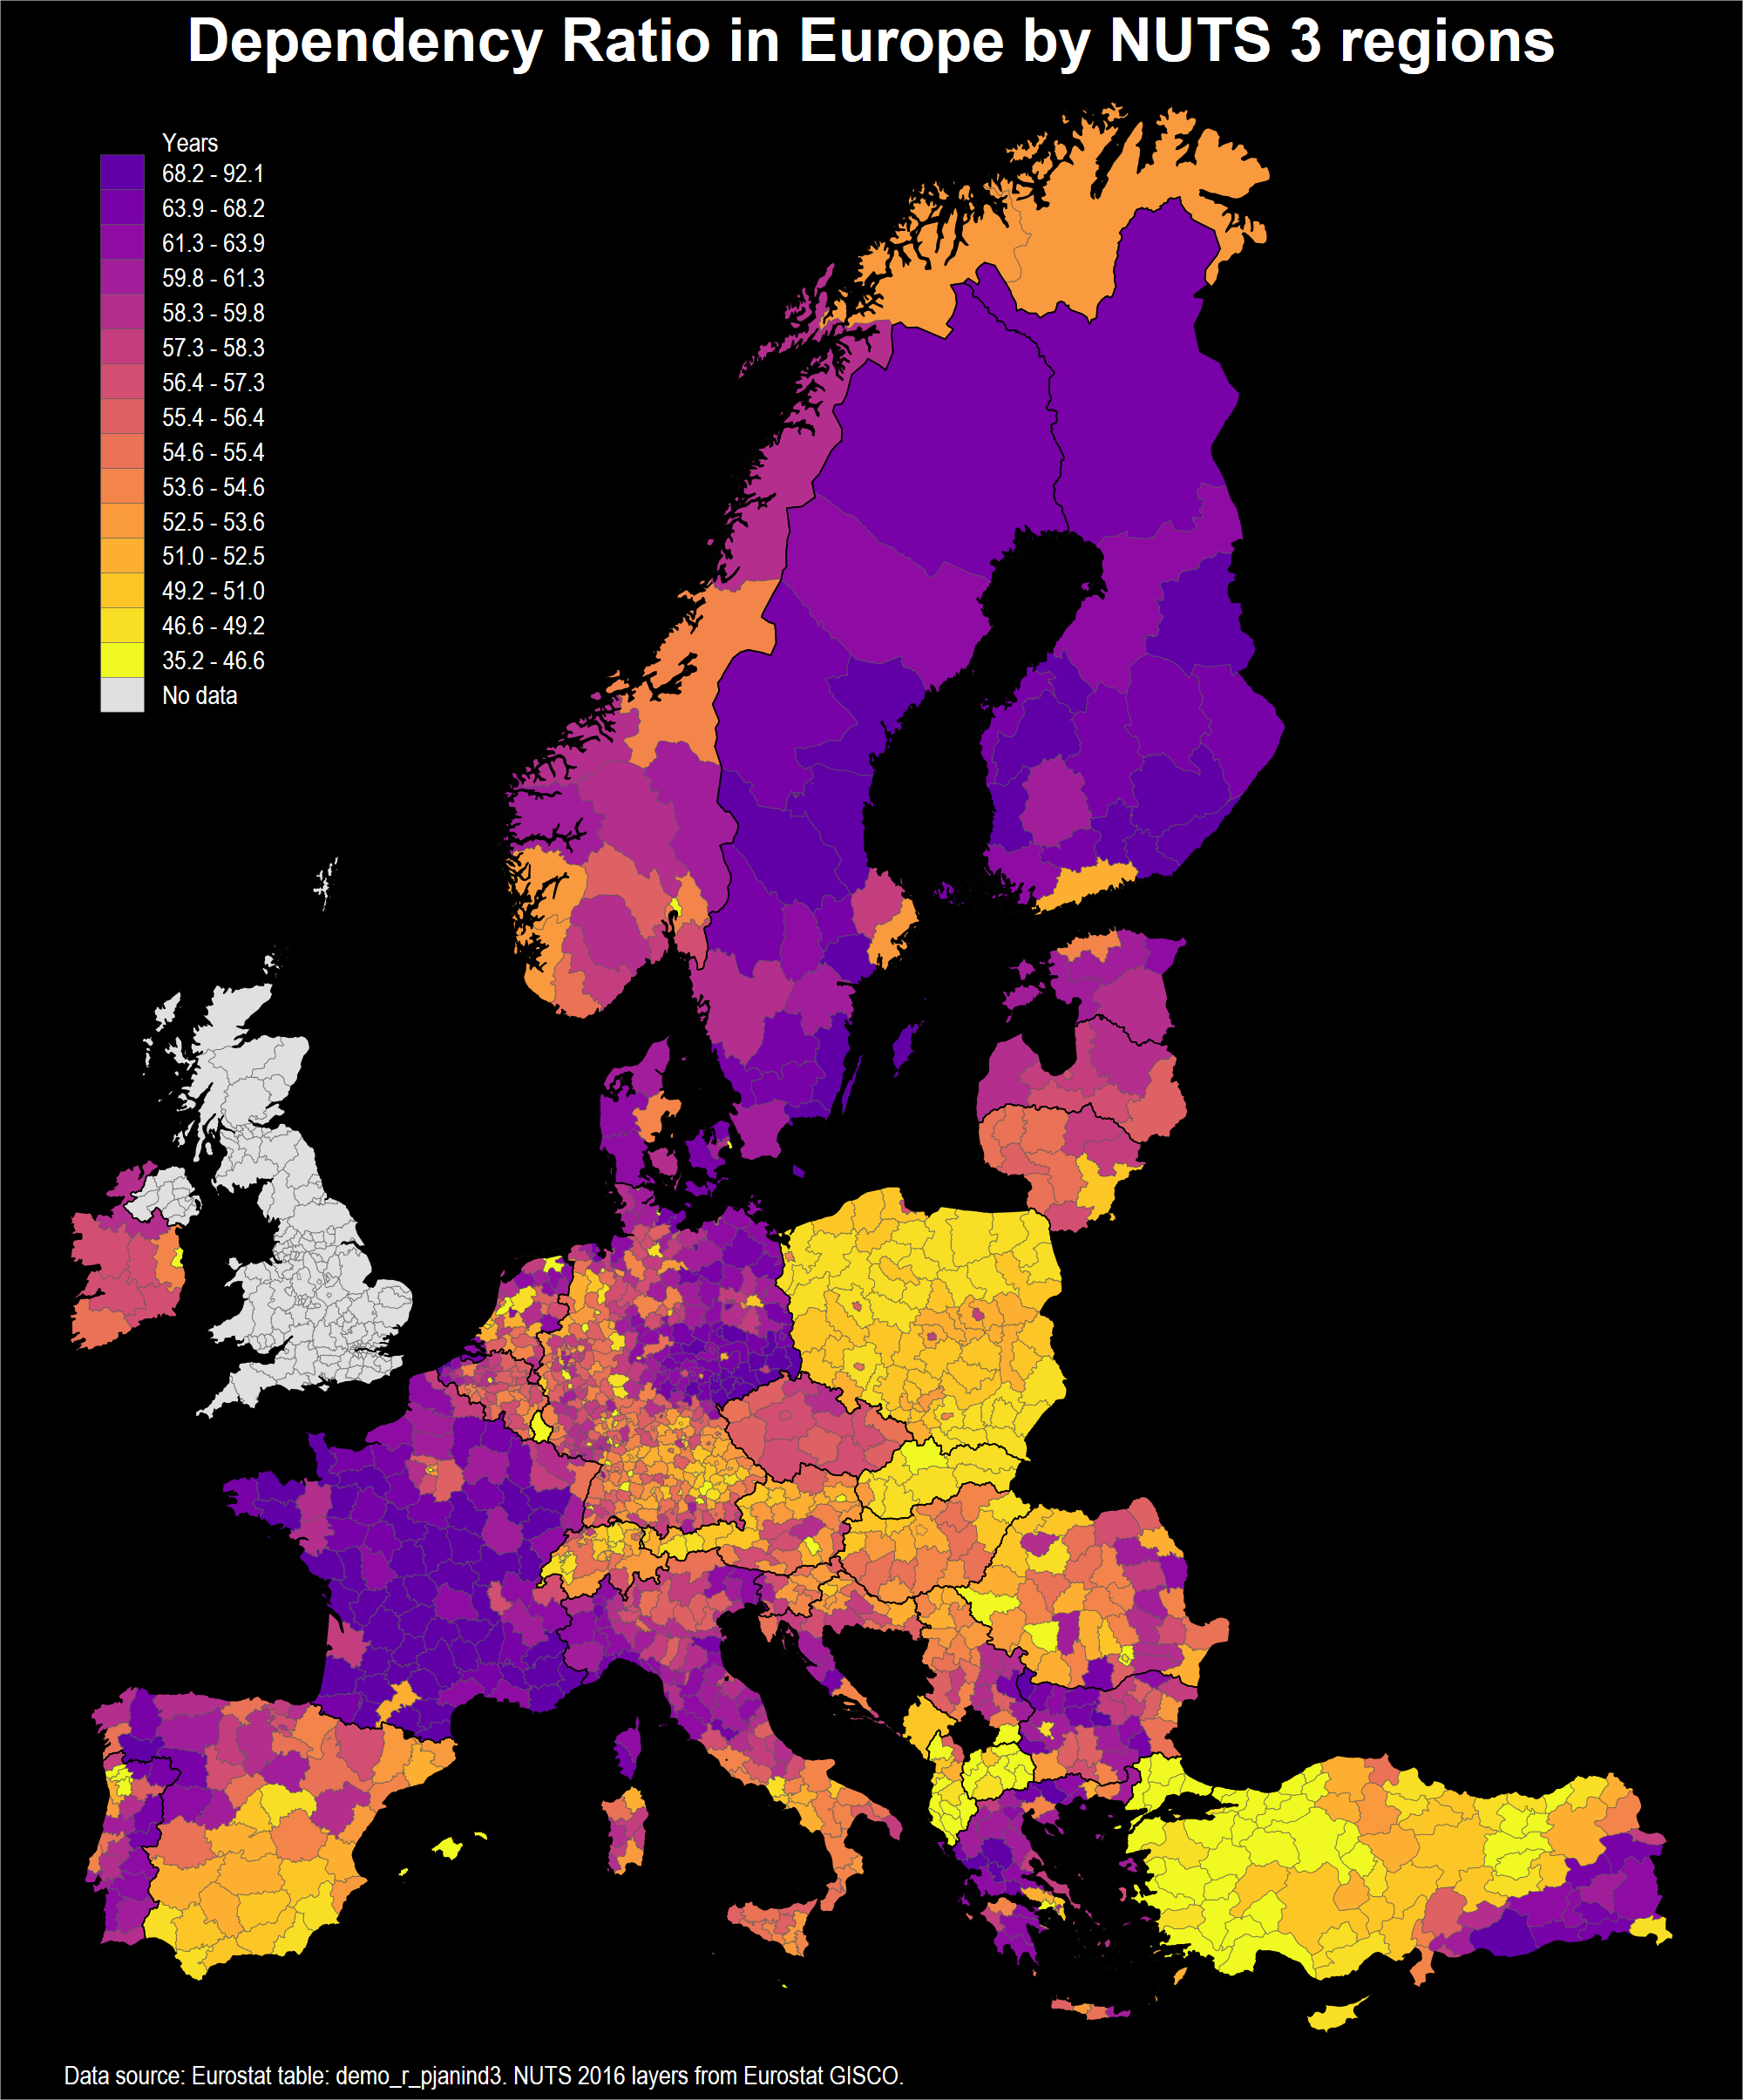 Dependency Ratio in Europe by NUTS 3 regions
Years
68.2 - 92.1
63.9 - 68.2
61.3 - 63.9
59.8 - 61.3
58.3 - 59.8
57.3 - 58.3
56.4 - 57.3
55.4 - 56.4
54.6 - 55.4
53.6 - 54.6
52.5 - 53.6
51.0 - 52.5
49.2 - 51.0
46.6 - 49.2
35.2 - 46.6
No data
Data source: Eurostat table: demo_r_pjanind3. NUTS 2016 layers from Eurostat GISCO.